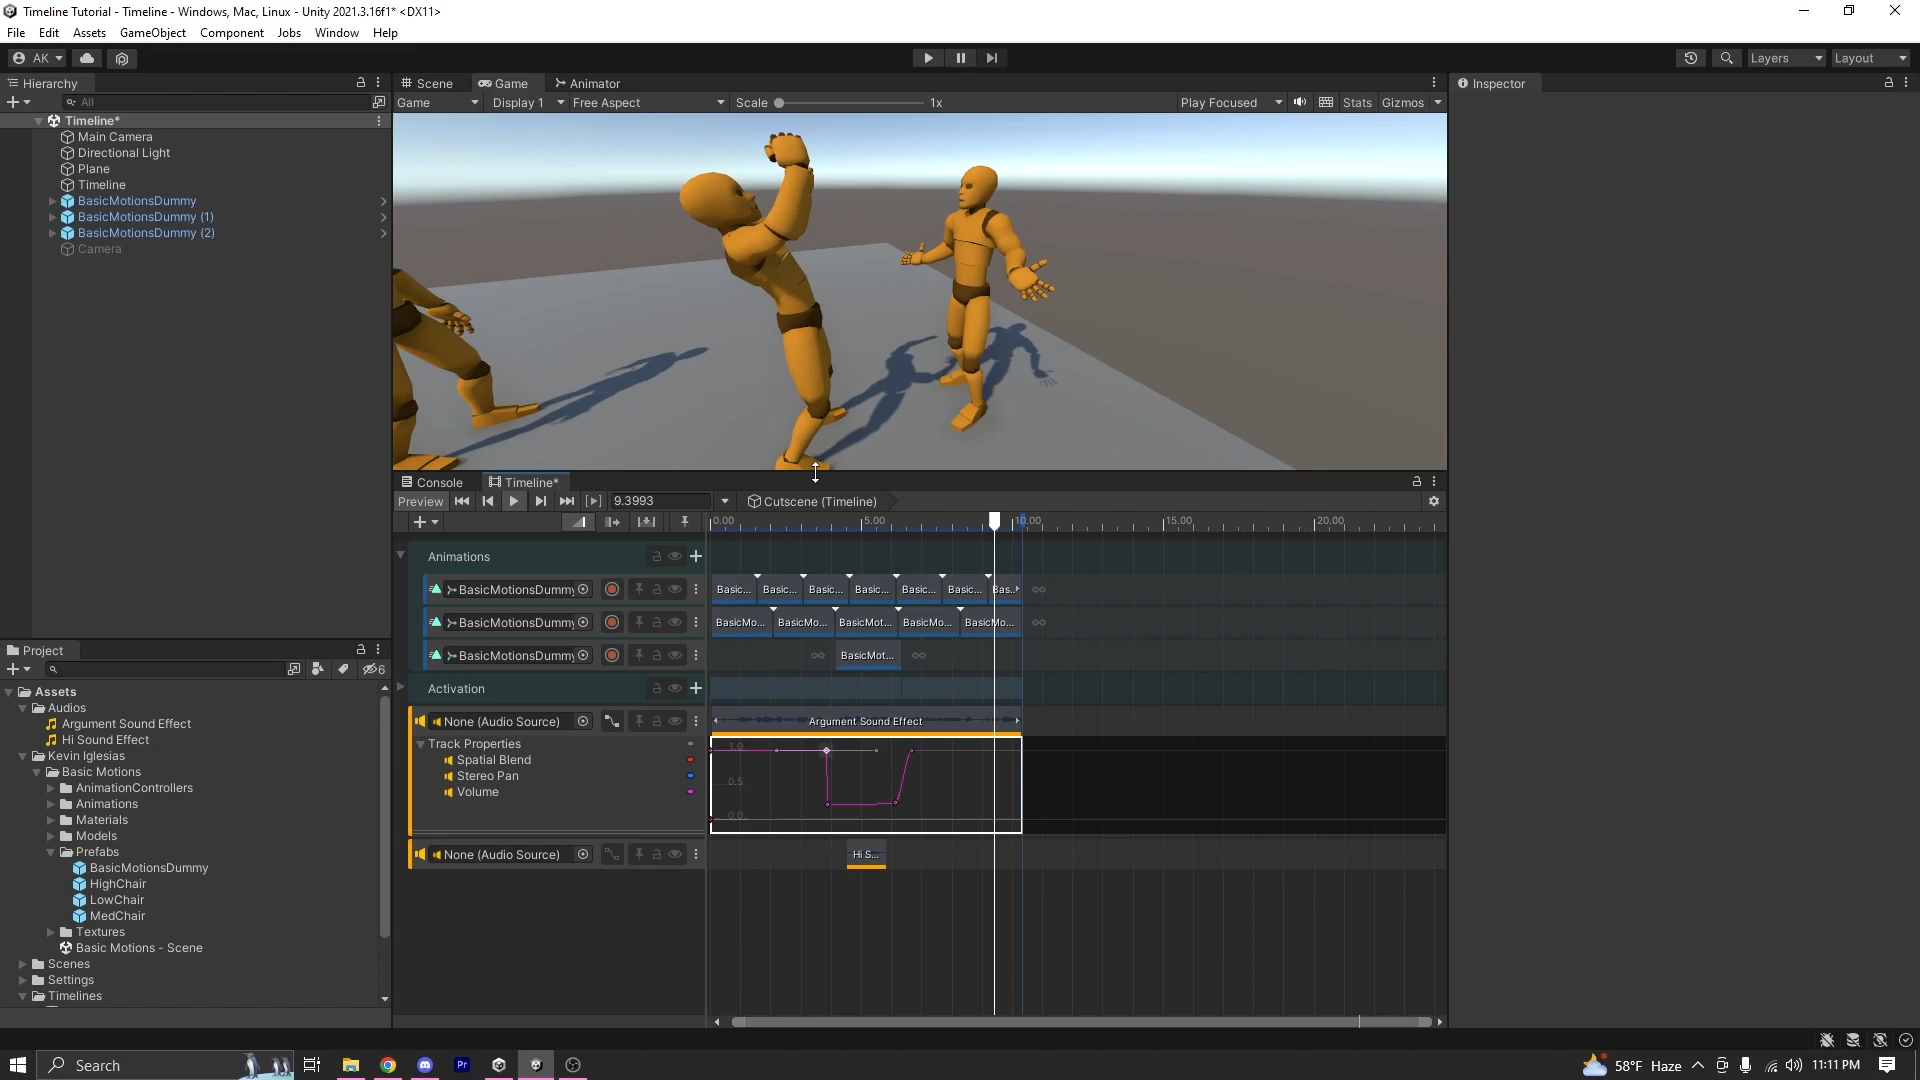 Timeline Tutorial - Timeline - Windows, Mac, Linux - Unity 2021.3.16f1* <DX11>
File Edit Assets GameObject Component Jobs Window Help
AK
Layers
Layout
Hierarchy
All
Timeline*
Main Camera
Directional Light
Plane
Timeline
BasicMotionsDummy
BasicMotionsDummy (1)
BasicMotionsDummy (2)
Camera
Scene
Game
Animator
Game
Display 1
Free Aspect
Scale
1x
Play Focused
Stats
Gizmos
Inspector
Console
Timeline*
Preview
9.3993
Cutscene (Timeline)
0.00
5.00
10.00
15.00
20.00
Animations
BasicMotionsDummy
Basic...
Basic...
Basic...
Basic...
Basic...
Basic...
Bas..
BasicMotionsDummy
BasicMo...
BasicMo...
BasicMot...
BasicMo...
BasicMo...
BasicMotionsDummy
BasicMot...
Activation
None (Audio Source)
Argument Sound Effect
Track Properties
Spatial Blend
Stereo Pan
Volume
1.0
0.5
0.0
None (Audio Source)
Hi S...
Project
6
Assets
Audios
Argument Sound Effect
Hi Sound Effect
Kevin Iglesias
Basic Motions
AnimationControllers
Animations
Materials
Models
Prefabs
BasicMotionsDummy
HighChair
LowChair
MedChair
Textures
Basic Motions - Scene
Scenes
Settings
Timelines
Search
Pr
58°F Haze
11:11 PM